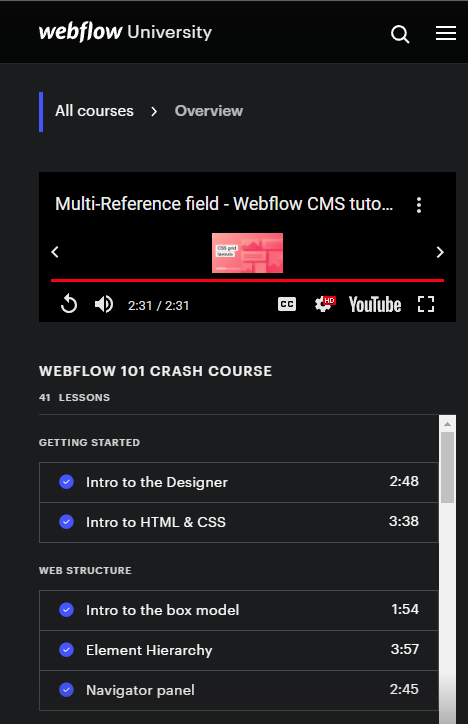 webflow University
All courses > Overview
Multi-Reference field - Webflow CMS tuto...
CSS grid
layouts
2:31 / 2:31 CC HD YouTube
WEBFLOW 101 CRASH COURSE
41 LESSONS
GETTING STARTED
Intro to the Designer 2:48
Intro to HTML & CSS 3:38
WEB STRUCTURE
Intro to the box model 1:54
Element Hierarchy 3:57
Navigator panel 2:45